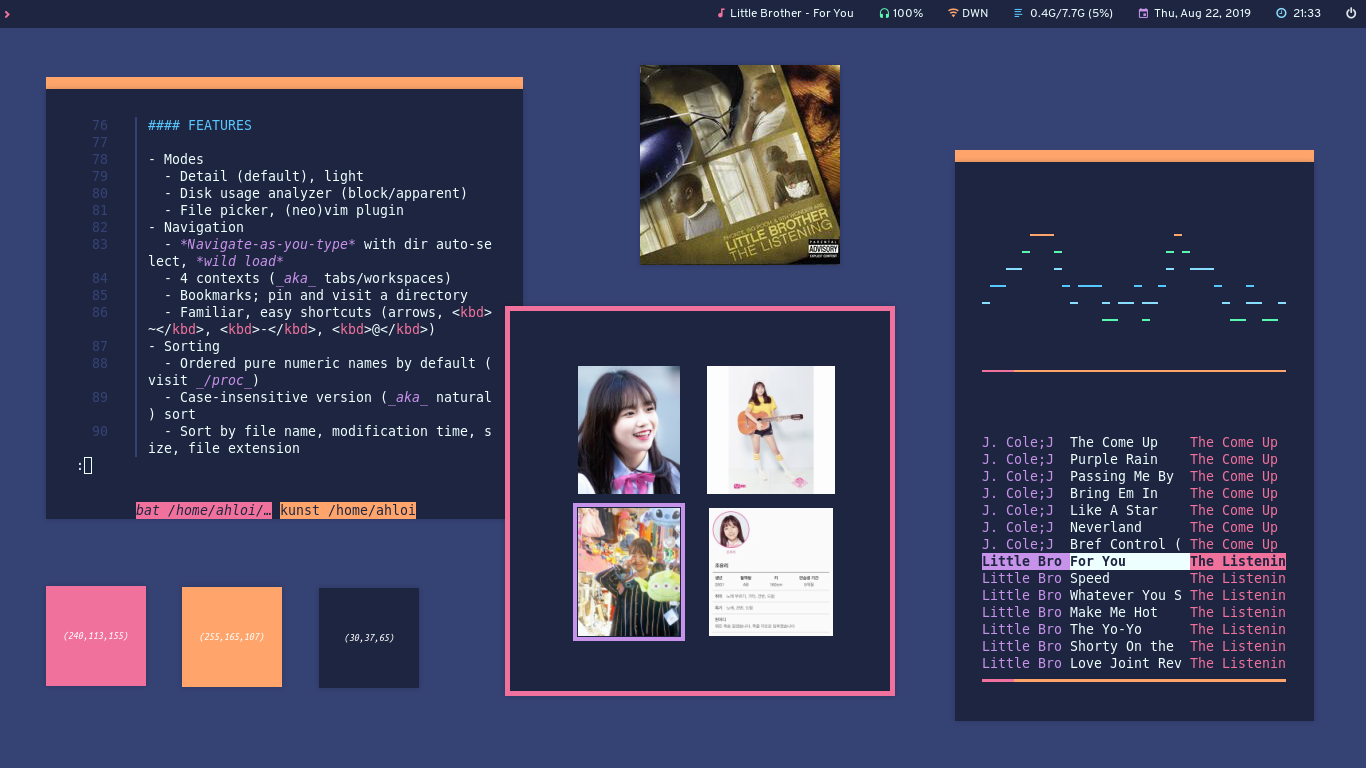 Little Brother - For You 100% DWN 0.4G/7.7G (5%) Thu, Aug 22, 2019 21:33
76 #### FEATURES
77
78 - Modes
79 - Detail (default), light
80 - Disk usage analyzer (block/apparent)
81 - File picker, (neo)vim plugin
82 - Navigation
83 - *Navigate-as-you-type* with dir auto-se
lect, *wild load*
84 - 4 contexts (_aka_ tabs/workspaces)
85 - Bookmarks; pin and visit a directory
86 - Familiar, easy shortcuts (arrows, <kbd>
~</kbd>, <kbd>-</kbd>, <kbd>@</kbd>)
87 - Sorting
88 - Ordered pure numeric names by default (
visit _/proc_)
89 - Case-insensitive version (_aka_ natural
) sort
90 - Sort by file name, modification time, s
ize, file extension
:
bat /home/ahloi/… kunst /home/ahloi
(240,113,155)
(255,165,107)
(30,37,65)
LITTLE BROTHER
THE LISTENING
PARENTAL
ADVISORY
EXPLICIT CONTENT
조유리
J. Cole;J The Come Up The Come Up
J. Cole;J Purple Rain The Come Up
J. Cole;J Passing Me By The Come Up
J. Cole;J Bring Em In The Come Up
J. Cole;J Like A Star The Come Up
J. Cole;J Neverland The Come Up
J. Cole;J Bref Control ( The Come Up
Little Bro For You The Listenin
Little Bro Speed The Listenin
Little Bro Whatever You S The Listenin
Little Bro Make Me Hot The Listenin
Little Bro The Yo-Yo The Listenin
Little Bro Shorty On the The Listenin
Little Bro Love Joint Rev The Listenin